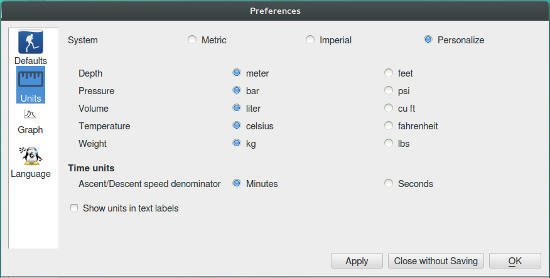 Preferences
Defaults
Units
Graph
Language
System Metric Imperial Personalize
Depth meter feet
Pressure bar psi
Volume liter cu ft
Temperature celsius fahrenheit
Weight kg lbs
Time units
Ascent/Descent speed denominator Minutes Seconds
Show units in text labels
Apply Close without Saving OK